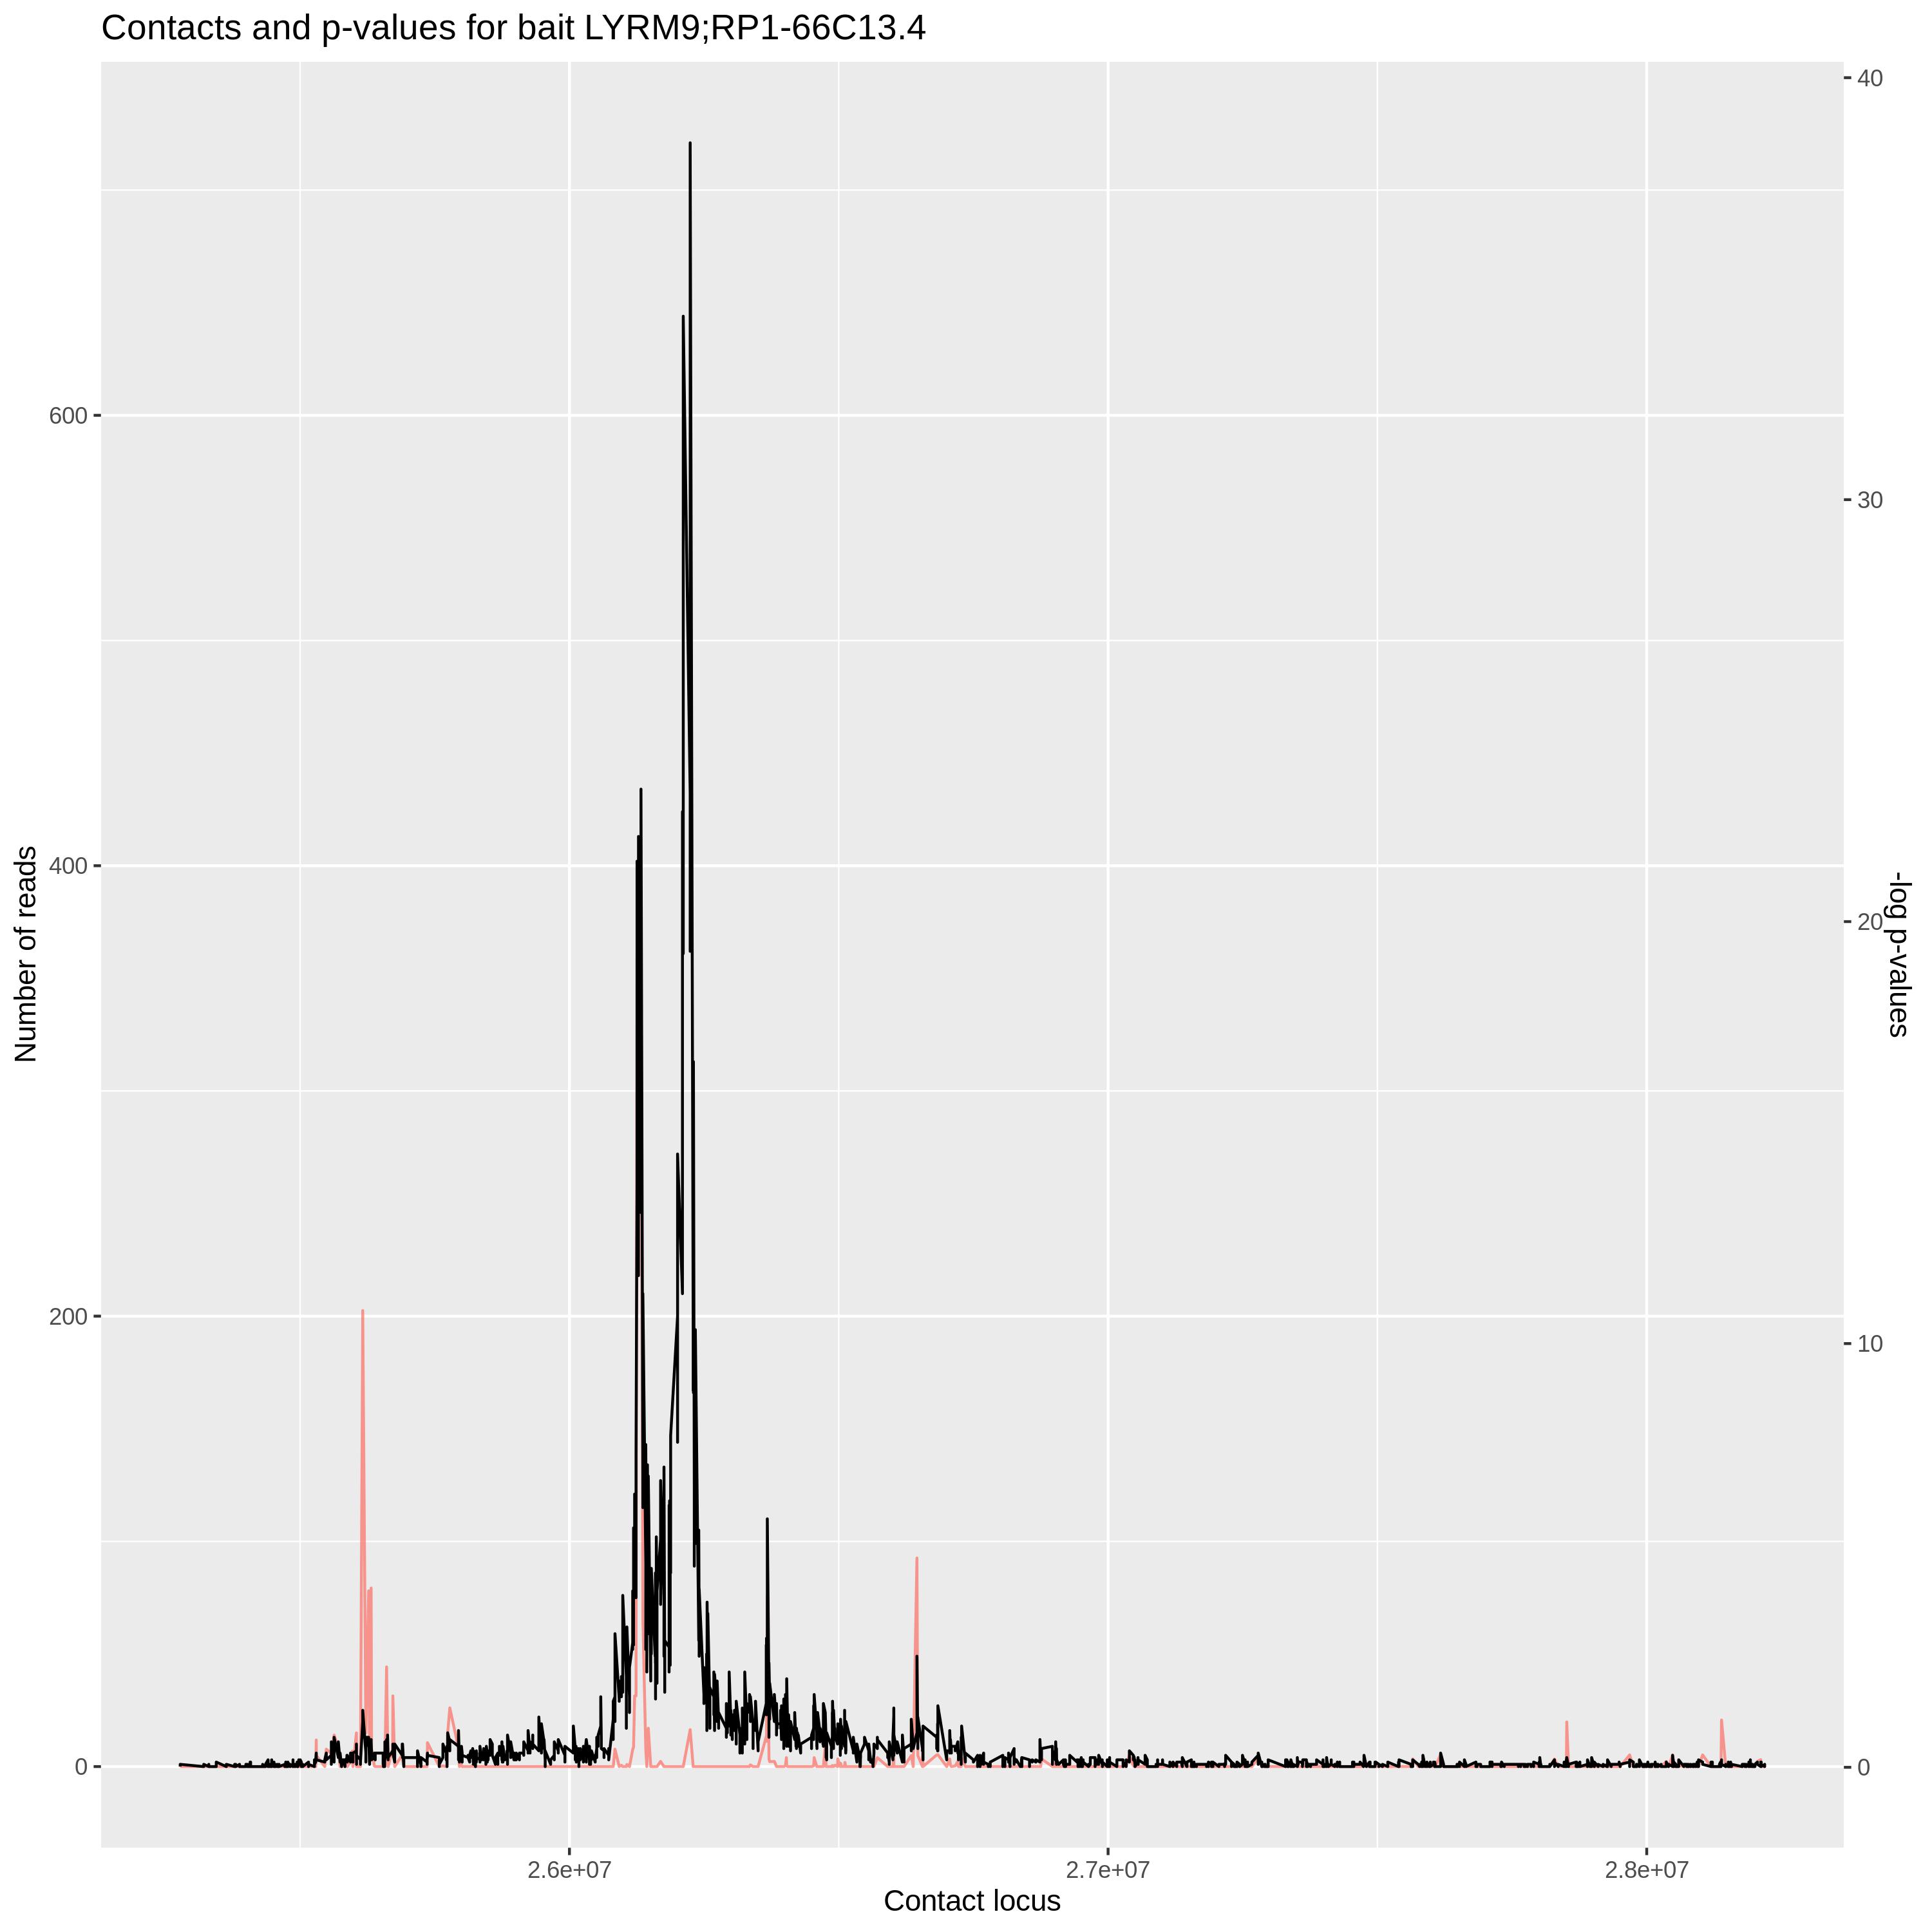 Contacts and p-values for bait LYRM9;RP1-66C13.4
40
600
30
400
20
Number of reads
-log p-values
200
10
0
0
2.6e+07
2.7e+07
2.8e+07
Contact locus